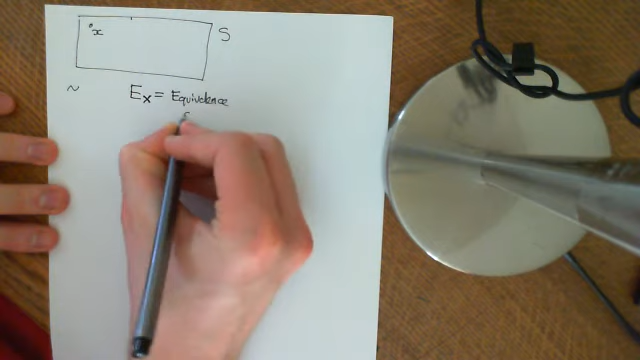 x
S
~ Eₓ = Equivalence